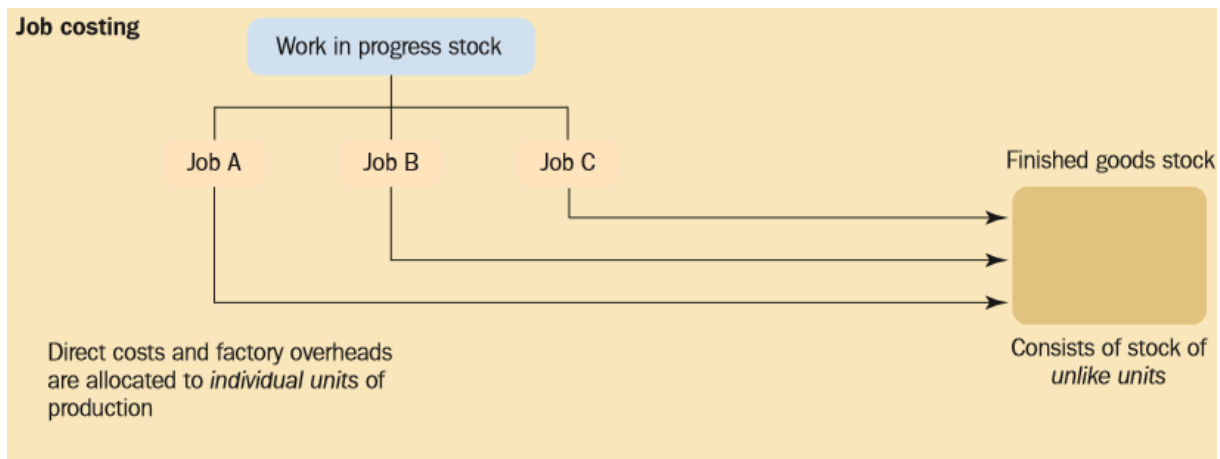 Job costing
Work in progress stock
Job A
Job B
Job C
Finished goods stock
Direct costs and factory overheads
are allocated to individual units of
production
Consists of stock of
unlike units